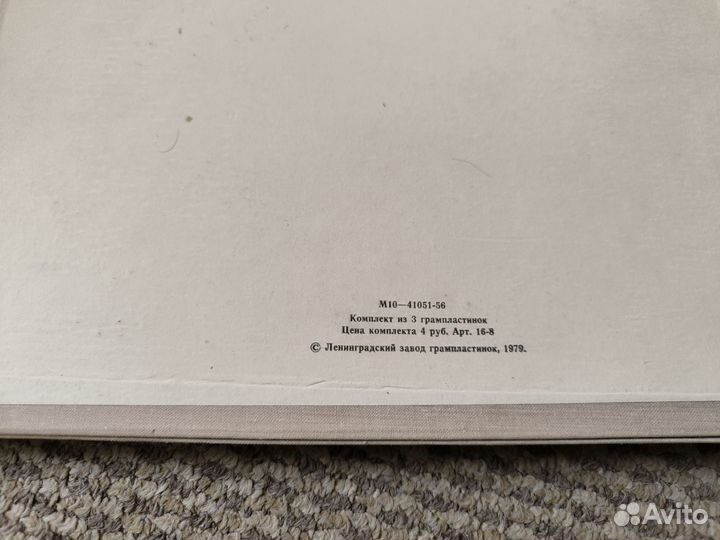 М10—41051-56
Комплект из 3 грампластинок
Цена комплекта 4 руб. Арт. 16-8
© Ленинградский завод грампластинок, 1979.
Avito